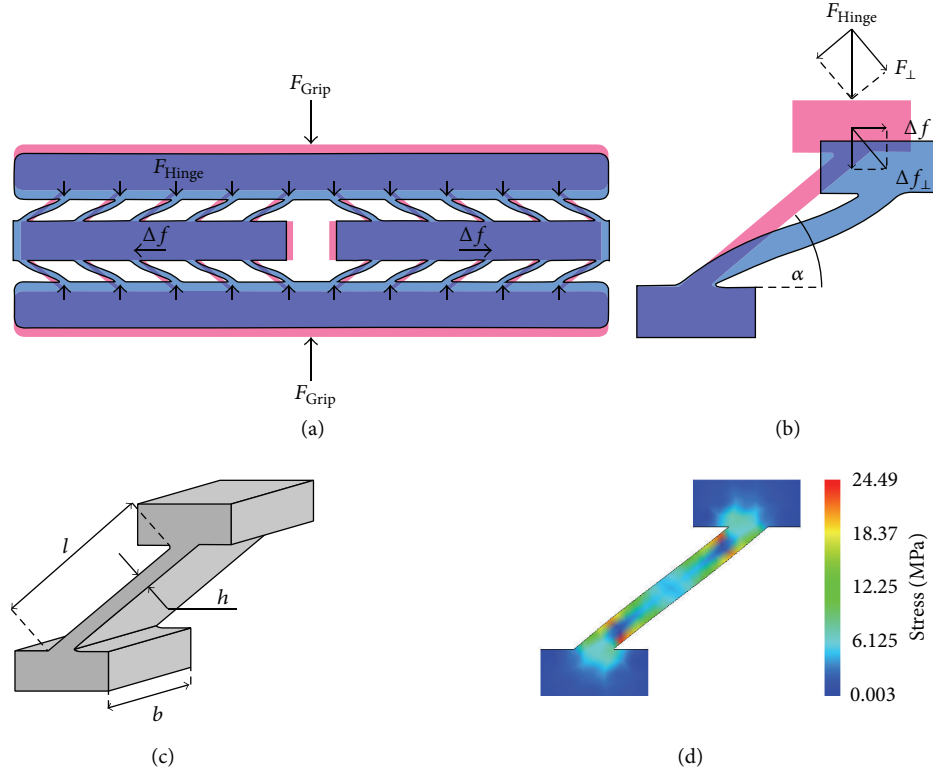 F_Grip
F_Hinge
Δf
Δf
F_Grip
(a)
F_Hinge
F_⊥
Δf
Δf_⊥
α
(b)
l
h
b
(c)
24.49
18.37
12.25
6.125
0.003
Stress (MPa)
(d)